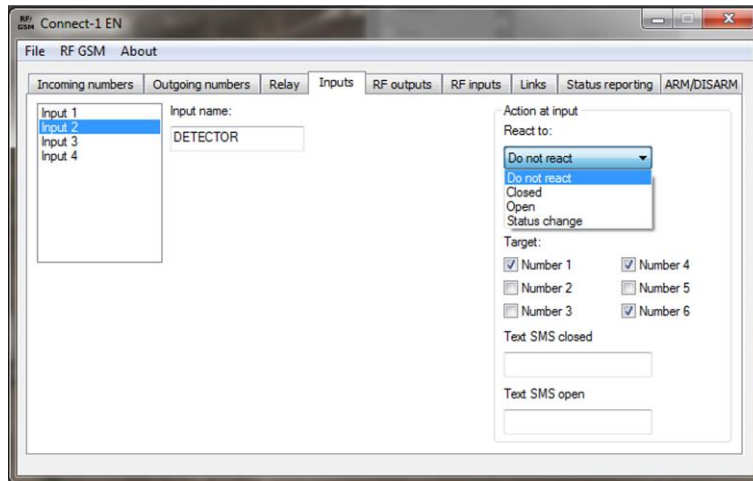 RF/GSM Connect-1 EN
File RF GSM About
Incoming numbers Outgoing numbers Relay Inputs RF outputs RF inputs Links Status reporting ARM/DISARM
Input 1
Input 2
Input 3
Input 4
Input name:
DETECTOR
Action at input
React to:
Do not react
Do not react
Closed
Open
Status change
Target:
Number 1 Number 4
Number 2 Number 5
Number 3 Number 6
Text SMS closed
Text SMS open